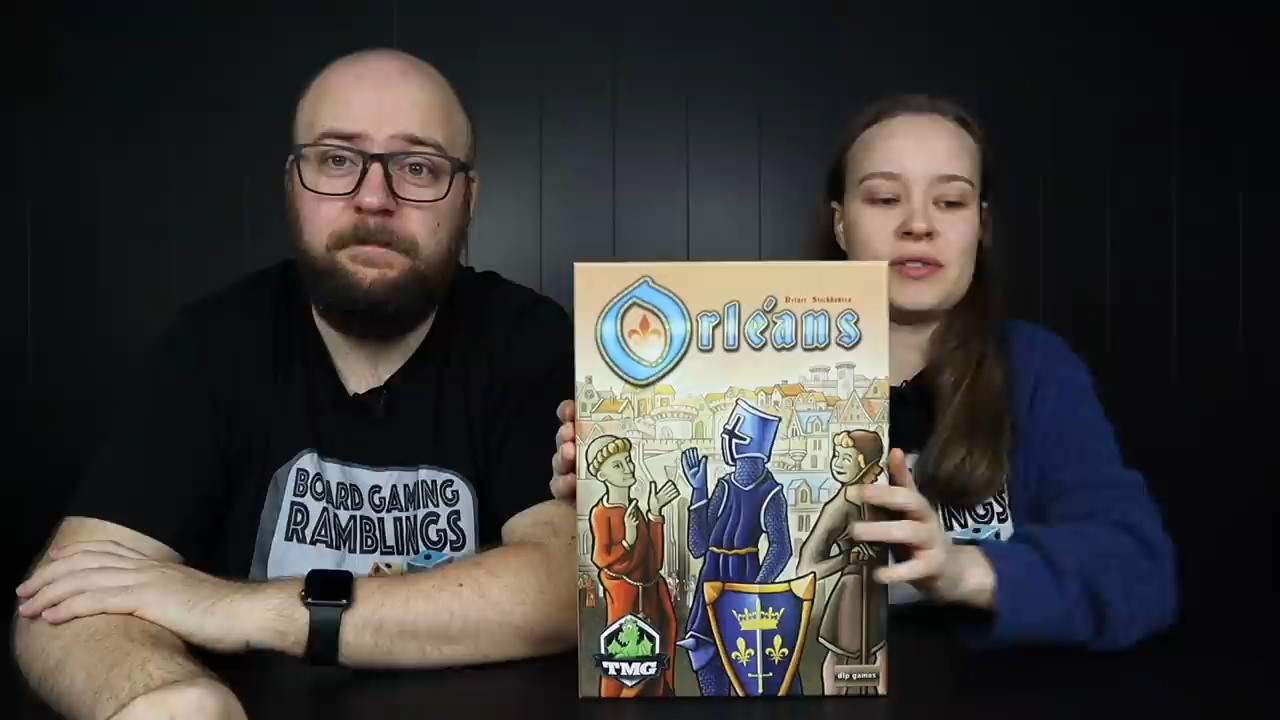 Reiner Stockhausen
Orléans
BOARD GAMING
RAMBLINGS
NGS
TMG
dlp games